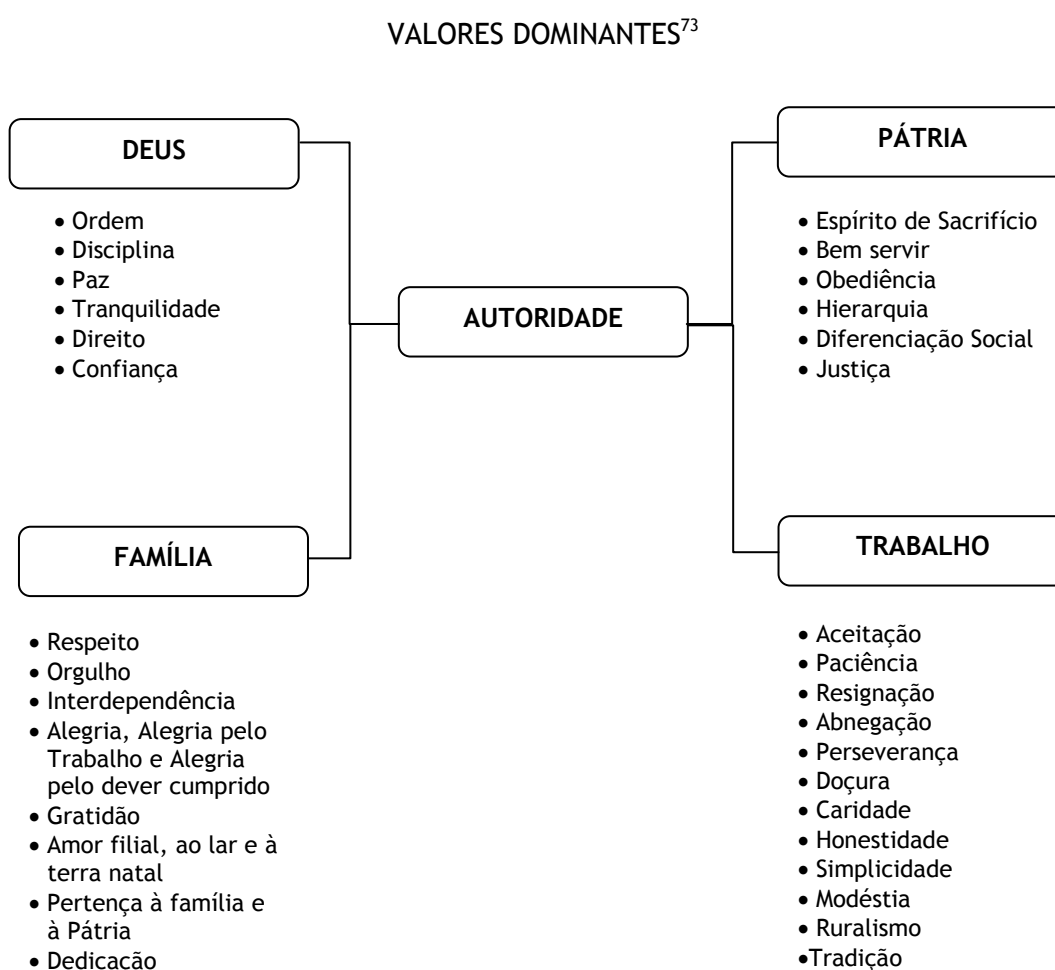 VALORES DOMINANTES73
DEUS
• Ordem
• Disciplina
• Paz
• Tranquilidade
• Direito
• Confiança
PÁTRIA
• Espírito de Sacrifício
• Bem servir
• Obediência
• Hierarquia
• Diferenciação Social
• Justiça
AUTORIDADE
FAMÍLIA
• Respeito
• Orgulho
• Interdependência
• Alegria, Alegria pelo
Trabalho e Alegria
pelo dever cumprido
• Gratidão
• Amor filial, ao lar e à
terra natal
• Pertença à família e
à Pátria
• Dedicação
TRABALHO
• Aceitação
• Paciência
• Resignação
• Abnegação
• Perseverança
• Doçura
• Caridade
• Honestidade
• Simplicidade
• Modéstia
• Ruralismo
•Tradição